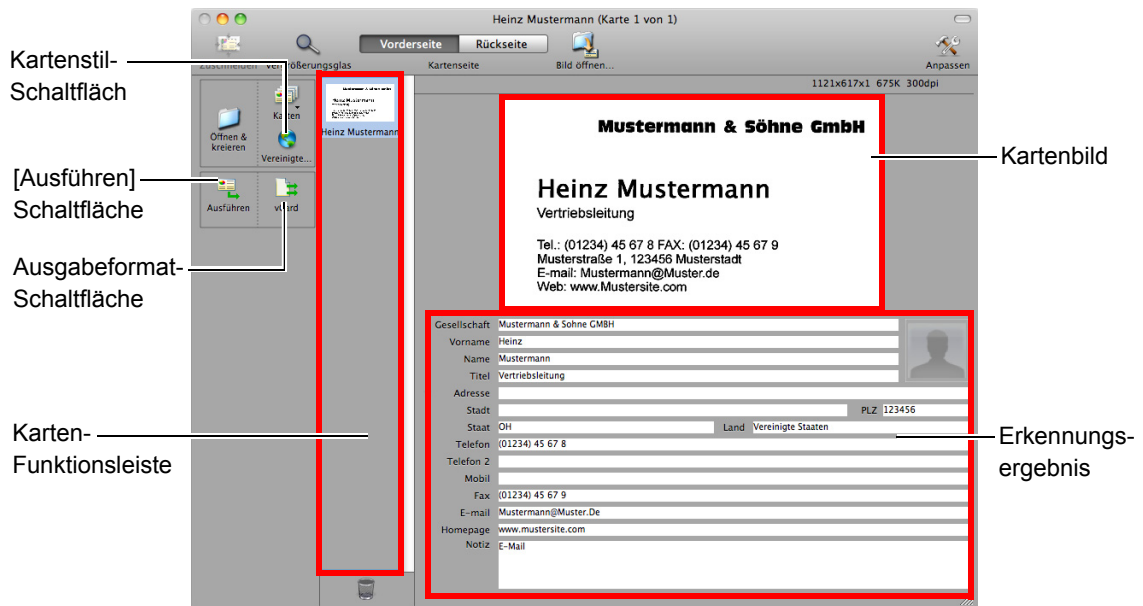 Heinz Mustermann (Karte 1 von 1)
Zuschneiden Vergrößerungsglas
Vorderseite Rückseite
Kartenseite
Bild öffnen...
Anpassen
1121x617x1 675K 300dpi
Kartenstil-
Schaltfläch
[Ausführen]
Schaltfläche
Ausgabeformat-
Schaltfläche
Karten-
Funktionsleiste
Öffnen &
kreieren
Karten
Vereinigte...
Ausführen
vCard
Heinz Mustermann
Mustermann & Söhne GmbH
Heinz Mustermann
Vertriebsleitung
Tel.: (01234) 45 67 8 FAX: (01234) 45 67 9
Musterstraße 1, 123456 Musterstadt
E-mail: Mustermann@Muster.de
Web: www.Mustersite.com
Kartenbild
Gesellschaft Mustermann & Sohne GMBH
Vorname Heinz
Name Mustermann
Titel Vertriebsleitung
Adresse
Stadt PLZ 123456
Staat OH Land Vereinigte Staaten
Telefon (01234) 45 67 8
Telefon 2
Mobil
Fax (01234) 45 67 9
E-mail Mustermann@Muster.De
Homepage www.mustersite.com
Notiz E-Mail
Erkennungs-
ergebnis